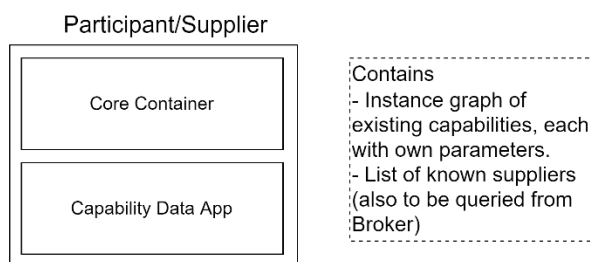 Participant/Supplier
Core Container
Capability Data App
Contains
- Instance graph of
existing capabilities, each
with own parameters.
- List of known suppliers
(also to be queried from
Broker)